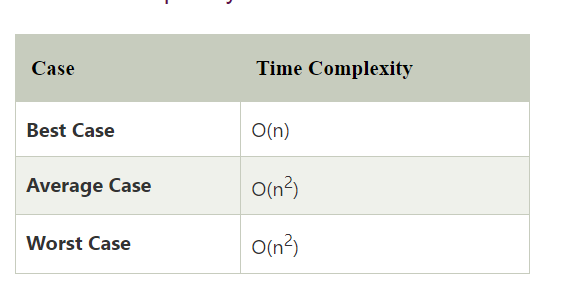 Case Time Complexity
Best Case O(n)
Average Case O(n²)
Worst Case O(n²)